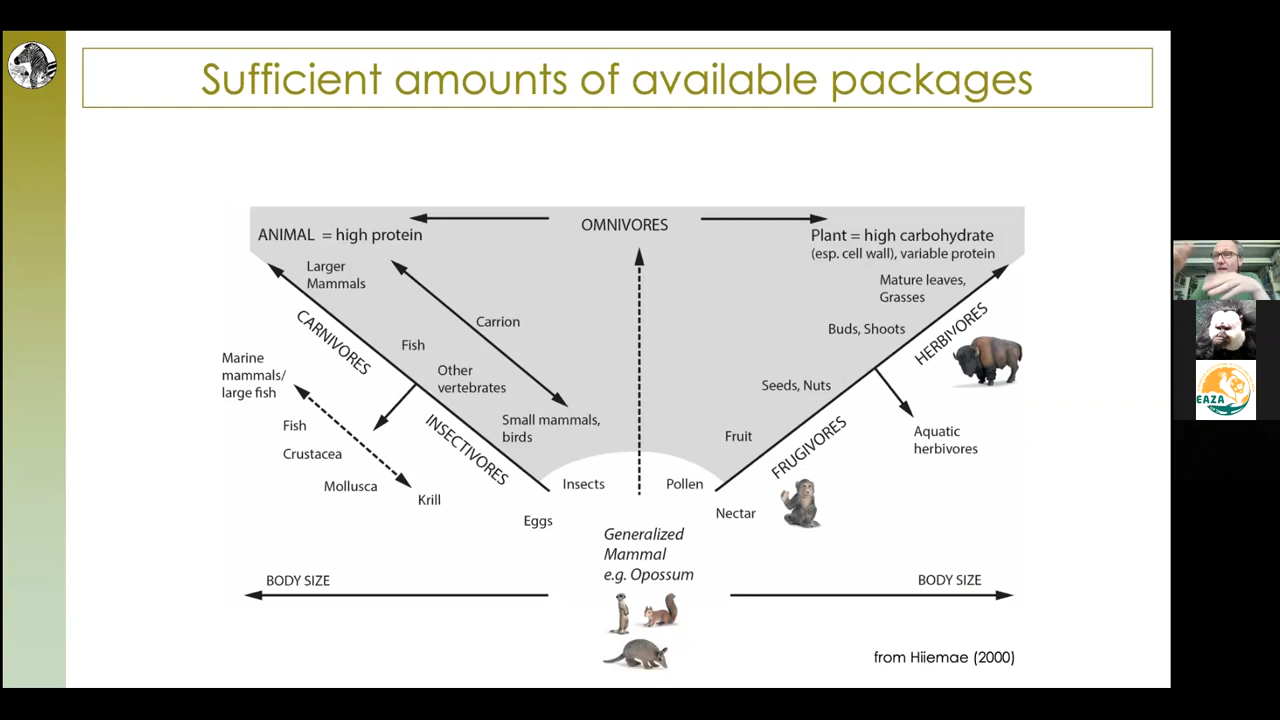 Sufficient amounts of available packages
OMNIVORES
ANIMAL = high protein
Plant = high carbohydrate
(esp. cell wall), variable protein
Larger
Mammals
Mature leaves,
Grasses
CARNIVORES
Carrion
Buds, Shoots
HERBIVORES
Fish
Marine
mammals/
large fish
Other
vertebrates
Seeds, Nuts
Small mammals,
birds
Fish
INSECTIVORES
Fruit
FRUGIVORES
Aquatic
herbivores
Crustacea
Mollusca
Krill
Insects
Pollen
Eggs
Nectar
Generalized
Mammal
e.g. Opossum
BODY SIZE
BODY SIZE
from Hiiemae (2000)
EAZA